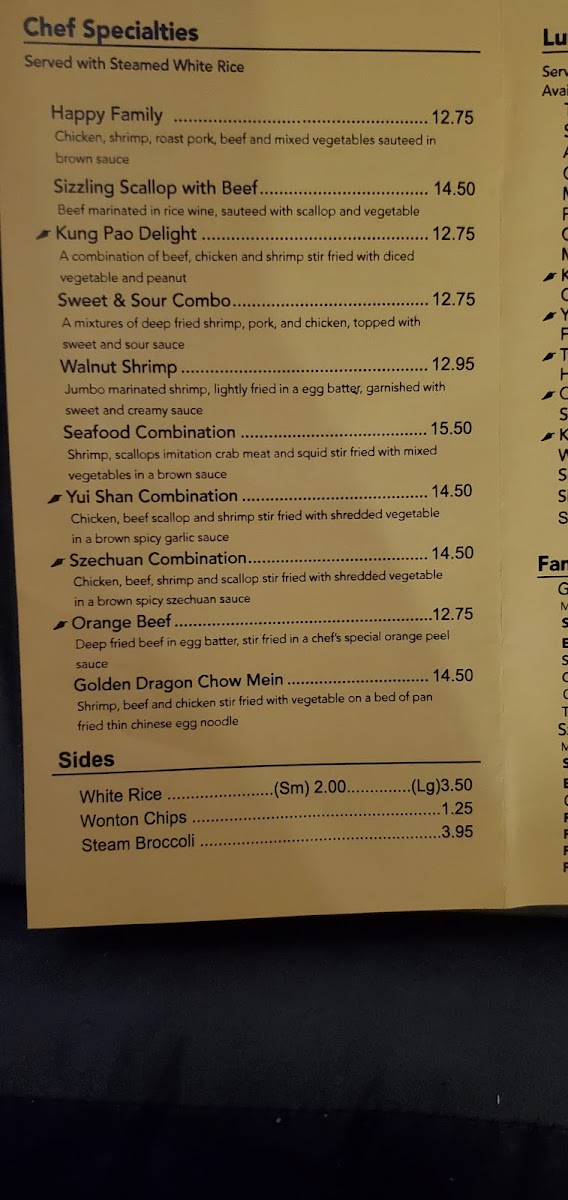 Chef Specialties
Served with Steamed White Rice
Happy Family ................................................ 12.75
Chicken, shrimp, roast pork, beef and mixed vegetables sauteed in
brown sauce
Sizzling Scallop with Beef................................ 14.50
Beef marinated in rice wine, sauteed with scallop and vegetable
Kung Pao Delight ........................................... 12.75
A combination of beef, chicken and shrimp stir fried with diced
vegetable and peanut
Sweet & Sour Combo..................................... 12.75
A mixtures of deep fried shrimp, pork, and chicken, topped with
sweet and sour sauce
Walnut Shrimp............................................... 12.95
Jumbo marinated shrimp, lightly fried in a egg batter, garnished with
sweet and creamy sauce
Seafood Combination ................................... 15.50
Shrimp, scallops imitation crab meat and squid stir fried with mixed
vegetables in a brown sauce
Yui Shan Combination ................................... 14.50
Chicken, beef scallop and shrimp stir fried with shredded vegetable
in a brown spicy garlic sauce
Szechuan Combination.................................. 14.50
Chicken, beef, shrimp and scallop stir fried with shredded vegetable
in a brown spicy szechuan sauce
Orange Beef.................................................12.75
Deep fried beef in egg batter, stir fried in a chef's special orange peel
sauce
Golden Dragon Chow Mein .......................... 14.50
Shrimp, beef and chicken stir fried with vegetable on a bed of pan
fried thin chinese egg noodle
Sides
White Rice ....................(Sm) 2.00.............(Lg)3.50
Wonton Chips ...............................................1.25
Steam Broccoli .............................................3.95